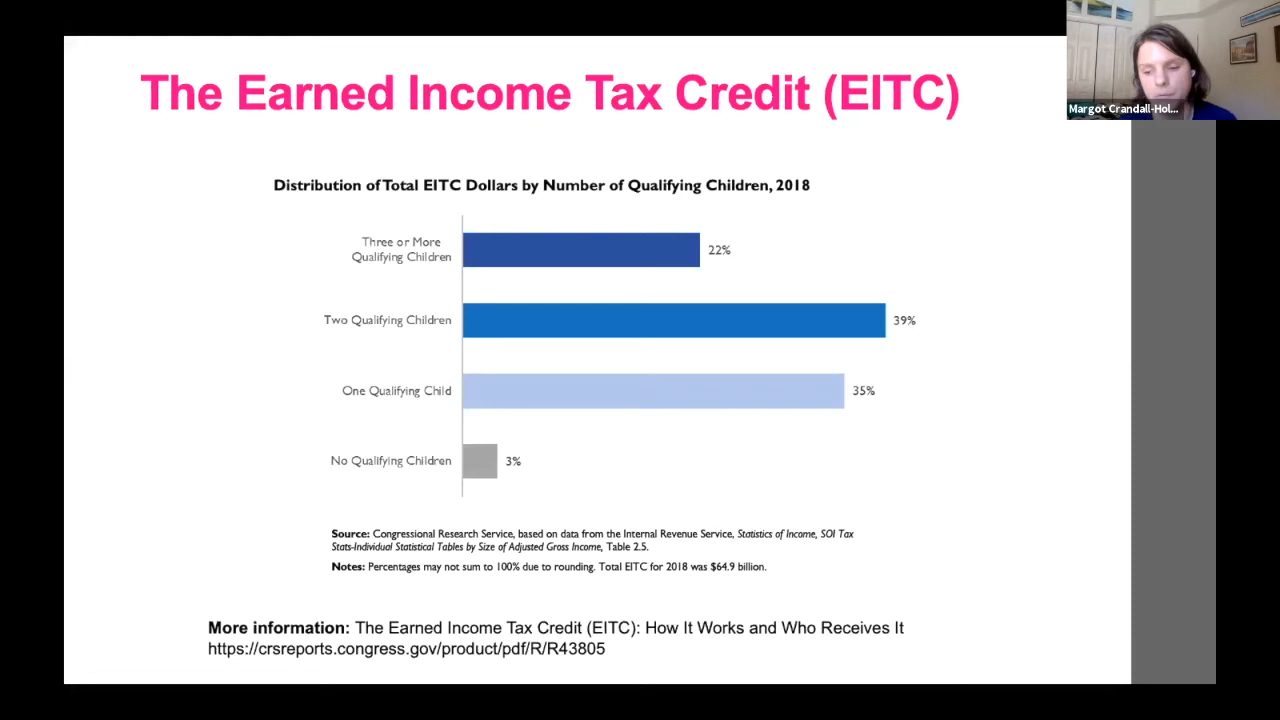 The Earned Income Tax Credit (EITC)
Margot Crandall-Hol...
Distribution of Total EITC Dollars by Number of Qualifying Children, 2018
Three or More
Qualifying Children
22%
Two Qualifying Children
39%
One Qualifying Child
35%
No Qualifying Children
3%
Source: Congressional Research Service, based on data from the Internal Revenue Service, Statistics of Income, SOI Tax
Stats-Individual Statistical Tables by Size of Adjusted Gross Income, Table 2.5.
Notes: Percentages may not sum to 100% due to rounding. Total EITC for 2018 was $64.9 billion.
More information: The Earned Income Tax Credit (EITC): How It Works and Who Receives It
https://crsreports.congress.gov/product/pdf/R/R43805